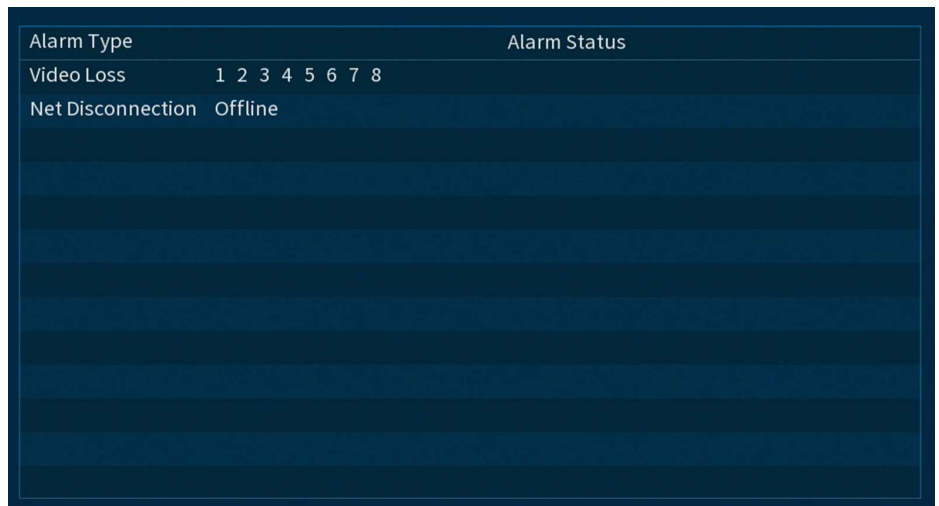 Alarm Type Alarm Status
Video Loss 1 2 3 4 5 6 7 8
Net Disconnection Offline